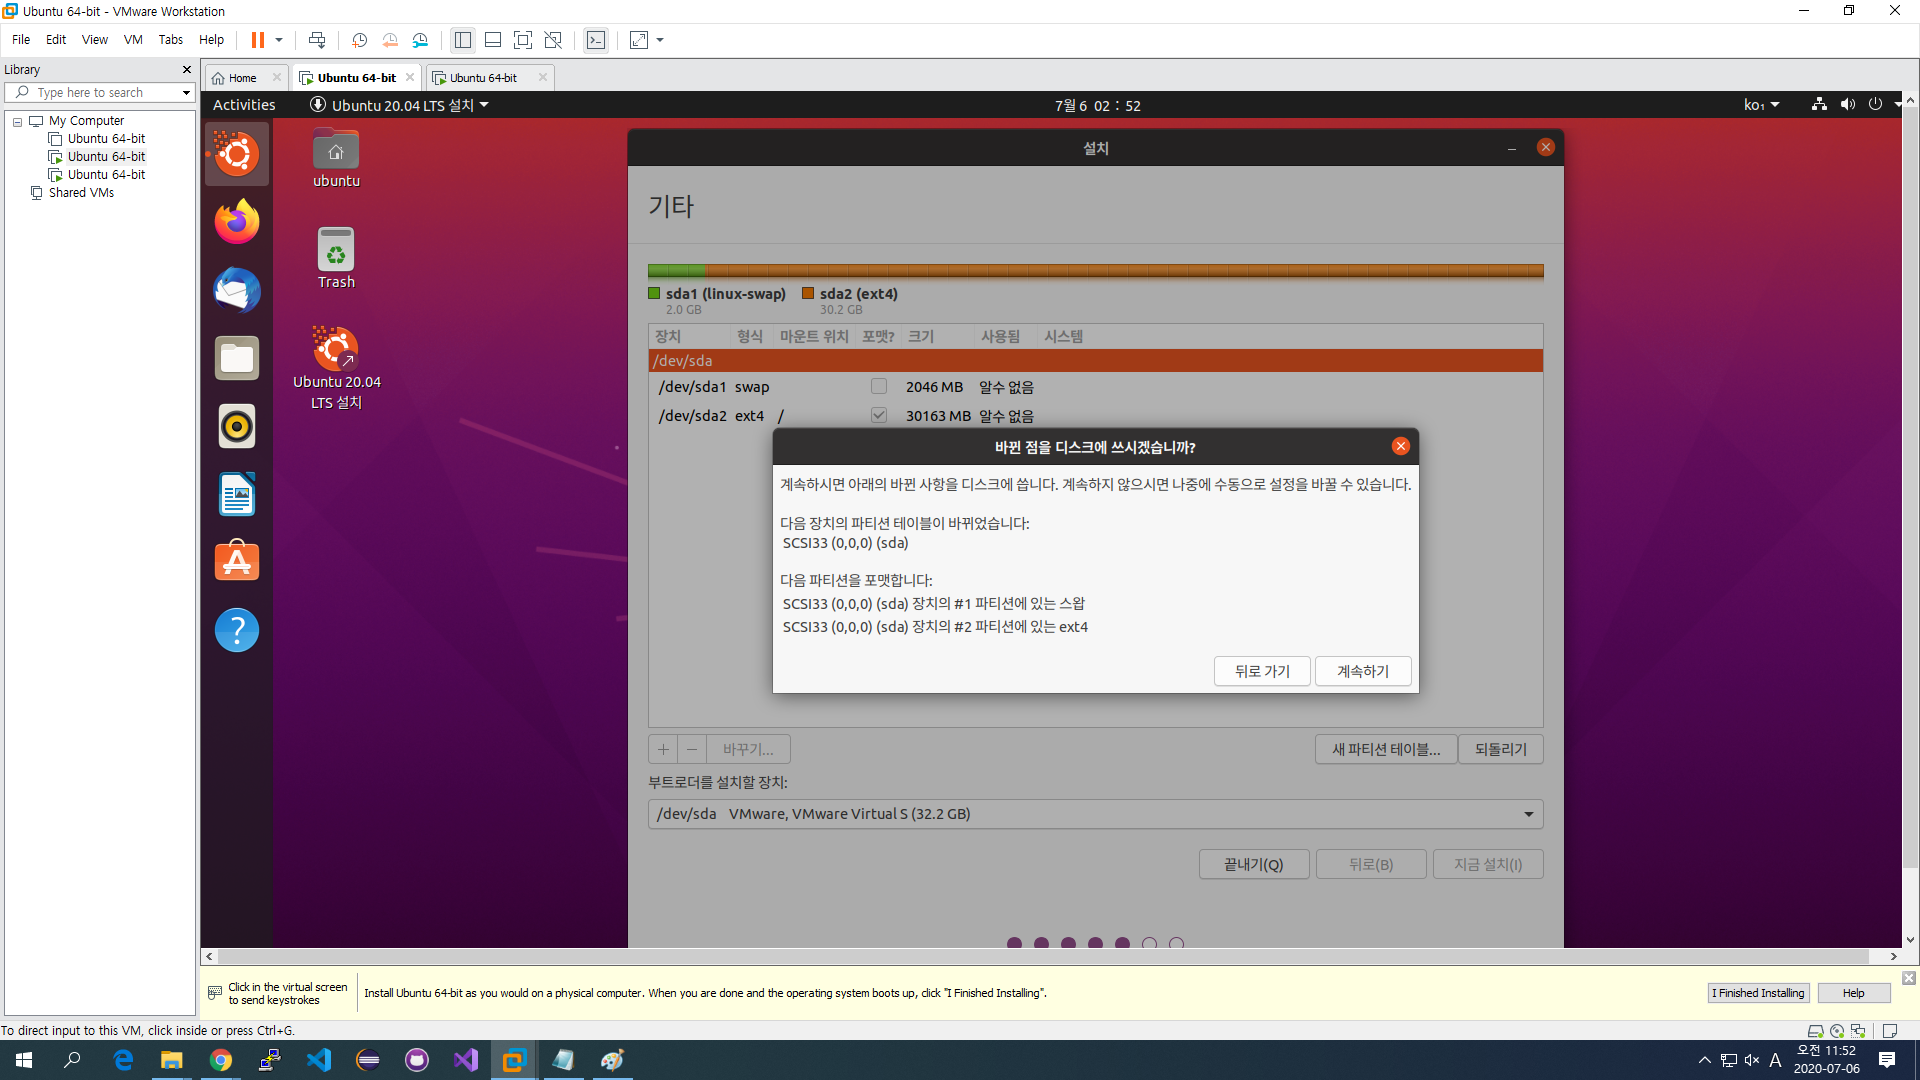 Ubuntu 64-bit - VMware Workstation
File Edit View VM Tabs Help
Library
Type here to search
My Computer
Ubuntu 64-bit
Ubuntu 64-bit
Ubuntu 64-bit
Shared VMs
Home Ubuntu 64-bit Ubuntu 64-bit
Activities Ubuntu 20.04 LTS 설치 7월 6 02 : 52 ko₁
ubuntu
Trash
Ubuntu 20.04
LTS 설치
설치
기타
sda1 (linux-swap) sda2 (ext4)
2.0 GB 30.2 GB
장치 형식 마운트 위치 포맷? 크기 사용됨 시스템
/dev/sda
/dev/sda1 swap 2046 MB 알수 없음
/dev/sda2 ext4 / 30163 MB 알수 없음
바뀐 점을 디스크에 쓰시겠습니까?
계속하시면 아래의 바뀐 사항을 디스크에 씁니다. 계속하지 않으시면 나중에 수동으로 설정을 바꿀 수 있습니다.
다음 장치의 파티션 테이블이 바뀌었습니다:
SCSI33 (0,0,0) (sda)
다음 파티션을 포맷합니다:
SCSI33 (0,0,0) (sda) 장치의 #1 파티션에 있는 스왑
SCSI33 (0,0,0) (sda) 장치의 #2 파티션에 있는 ext4
뒤로 가기 계속하기
+ − 바꾸기... 새 파티션 테이블... 되돌리기
부트로더를 설치할 장치:
/dev/sda VMware, VMware Virtual S (32.2 GB)
끝내기(Q) 뒤로(B) 지금 설치(I)
Click in the virtual screen
to send keystrokes
Install Ubuntu 64-bit as you would on a physical computer. When you are done and the operating system boots up, click "I Finished Installing".
I Finished Installing Help
To direct input to this VM, click inside or press Ctrl+G.
A 오전 11:52
2020-07-06